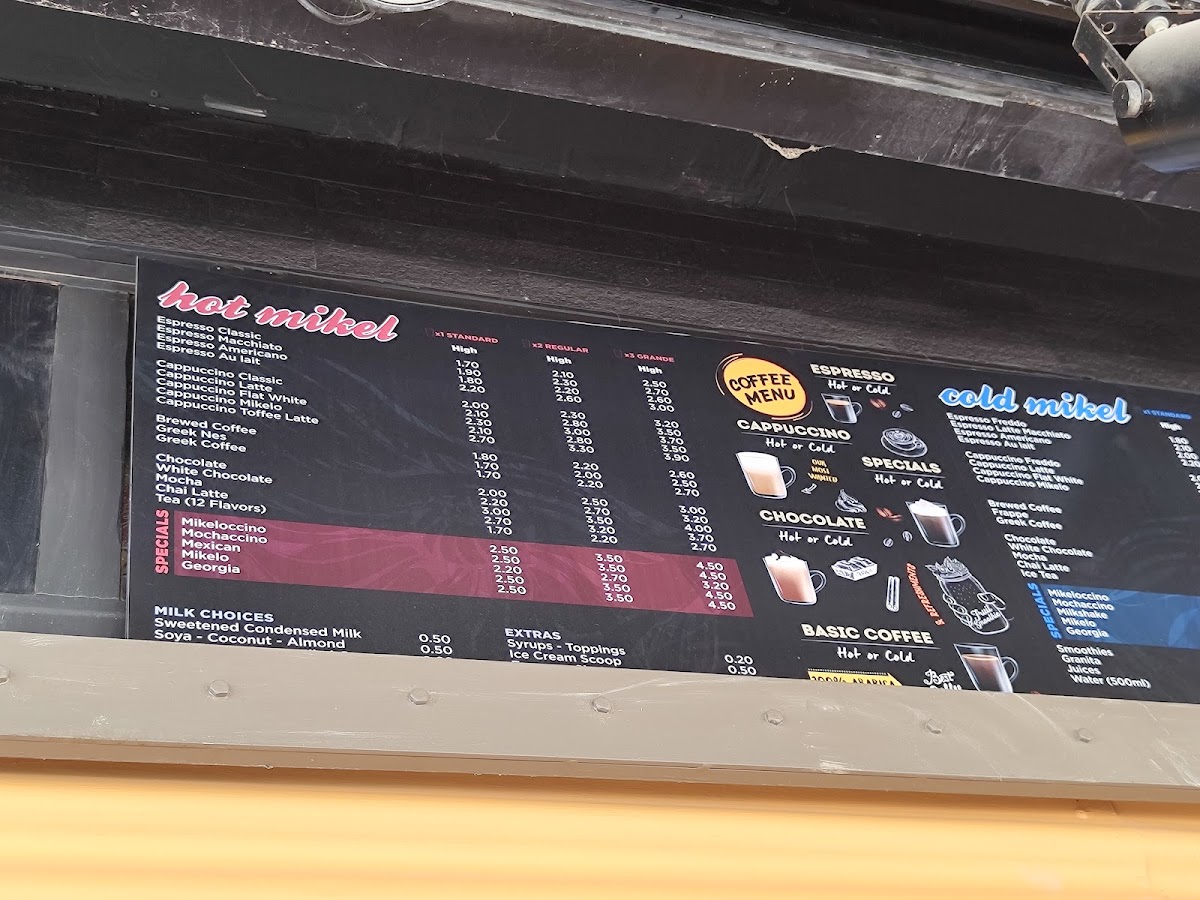 hot mikel
x1 STANDARD x2 REGULAR x3 GRANDE
High High High
Espresso Classic 1.70 2.10 2.50
Espresso Macchiato 1.90 2.30 2.70
Espresso Americano 1.80 2.20 2.60
Espresso Au lait 2.20 2.60 3.00
Cappuccino Classic 2.00 2.30 3.20
Cappuccino Latte 2.10 2.80 3.50
Cappuccino Flat White 2.30 3.00 3.70
Cappuccino Mikelo 2.10 2.80 3.50
Cappuccino Toffee Latte 2.70 3.30 3.90
Brewed Coffee 1.80 2.20 2.60
Greek Nes 1.70 2.00 2.50
Greek Coffee 1.70 2.20 2.70
Chocolate 2.00 2.50 3.00
White Chocolate 2.20 2.70 3.20
Mocha 3.00 3.50 4.00
Chai Latte 2.70 3.20 3.70
Tea (12 Flavors) 1.70 2.20 2.70
SPECIALS
Mikeloccino 2.50 3.50 4.50
Mochaccino 2.50 3.50 4.50
Mexican 2.20 2.70 3.20
Mikelo 2.50 3.50 4.50
Georgia 2.50 3.50 4.50
MILK CHOICES
Sweetened Condensed Milk 0.50
Soya - Coconut - Almond 0.50
EXTRAS
Syrups - Toppings 0.20
Ice Cream Scoop 0.50
COFFEE
MENU
ESPRESSO
Hot or Cold
CAPPUCCINO
Hot or Cold
OUR
MOST
WANTED
SPECIALS
Hot or Cold
CHOCOLATE
Hot or Cold
& REFRESHMENTS
BASIC COFFEE
Hot or Cold
100% ARABICA
Best
cold mikel
x1 STANDARD
High
Espresso Freddo 1.80
Espresso Latte Macchiato 2.10
Espresso Americano
Espresso Au lait
Cappuccino Freddo
Cappuccino Latte
Cappuccino Flat White
Cappuccino Mikelo
Brewed Coffee
Frappe
Greek Coffee
Chocolate
White Chocolate
Mocha
Chai Latte
Ice Tea
SPECIALS
Mikeloccino
Mochaccino
Milkshake
Mikelo
Georgia
Smoothies
Granita
Juices
Water (500ml)